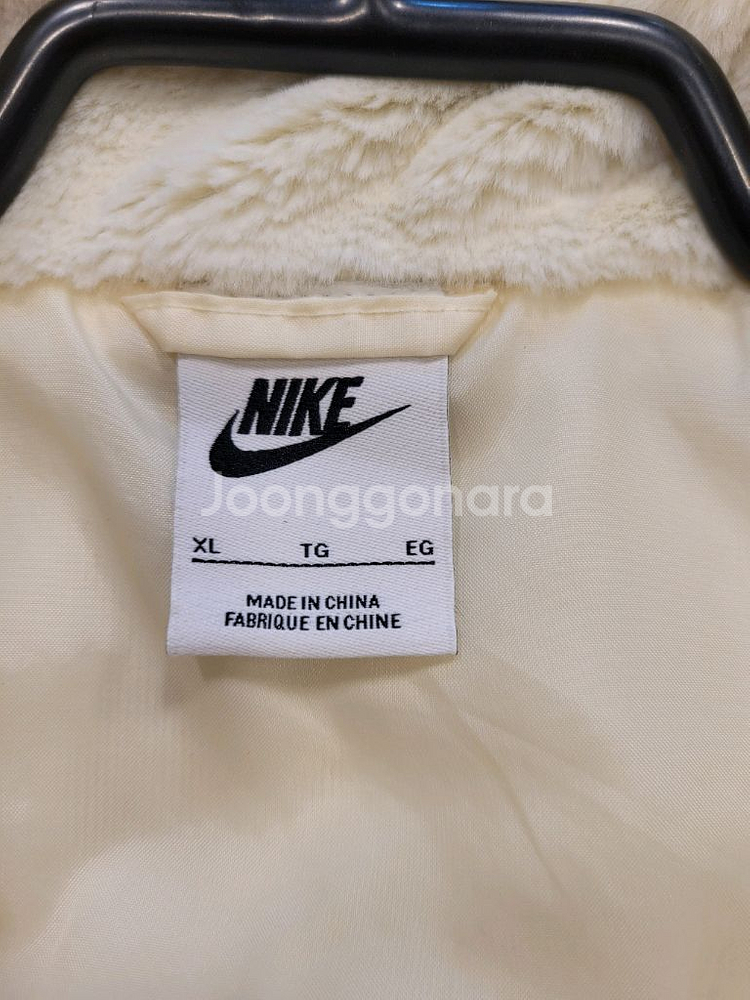 NIKE
Joonggonara
XL TG EG
MADE IN CHINA
FABRIQUE EN CHINE